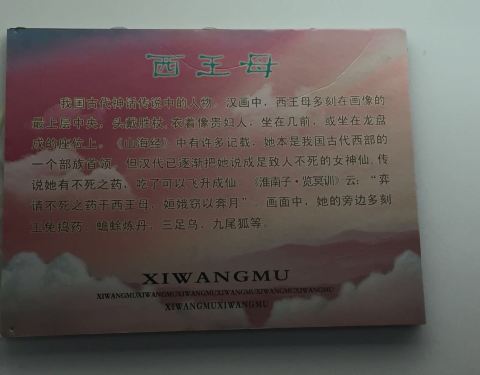 西王母
我国古代神话传说中的人物。汉画中，西王母多刻在画像的
最上层中央，头戴胜杖，衣着像贵妇人，坐在几前，或坐在龙盘
成的座位上，《山海经》中有许多记载，她本是我国古代西部的
一个部族首领，但汉代已逐渐把她说成是致人不死的女神仙，传
说她有不死之药，吃了可以飞升成仙。《淮南子·览冥训》云：“羿
请不死之药于西王母，姮娥窃以奔月”。画面中，她的旁边多刻
玉兔捣药、蟾蜍炼丹、三足乌、九尾狐等。
XIWANGMU
XIWANGMUXIWANGMUXIWANGMUXIWANGMUXIWANGMUXIWANGMU
XIWANGMUXIWANGMU